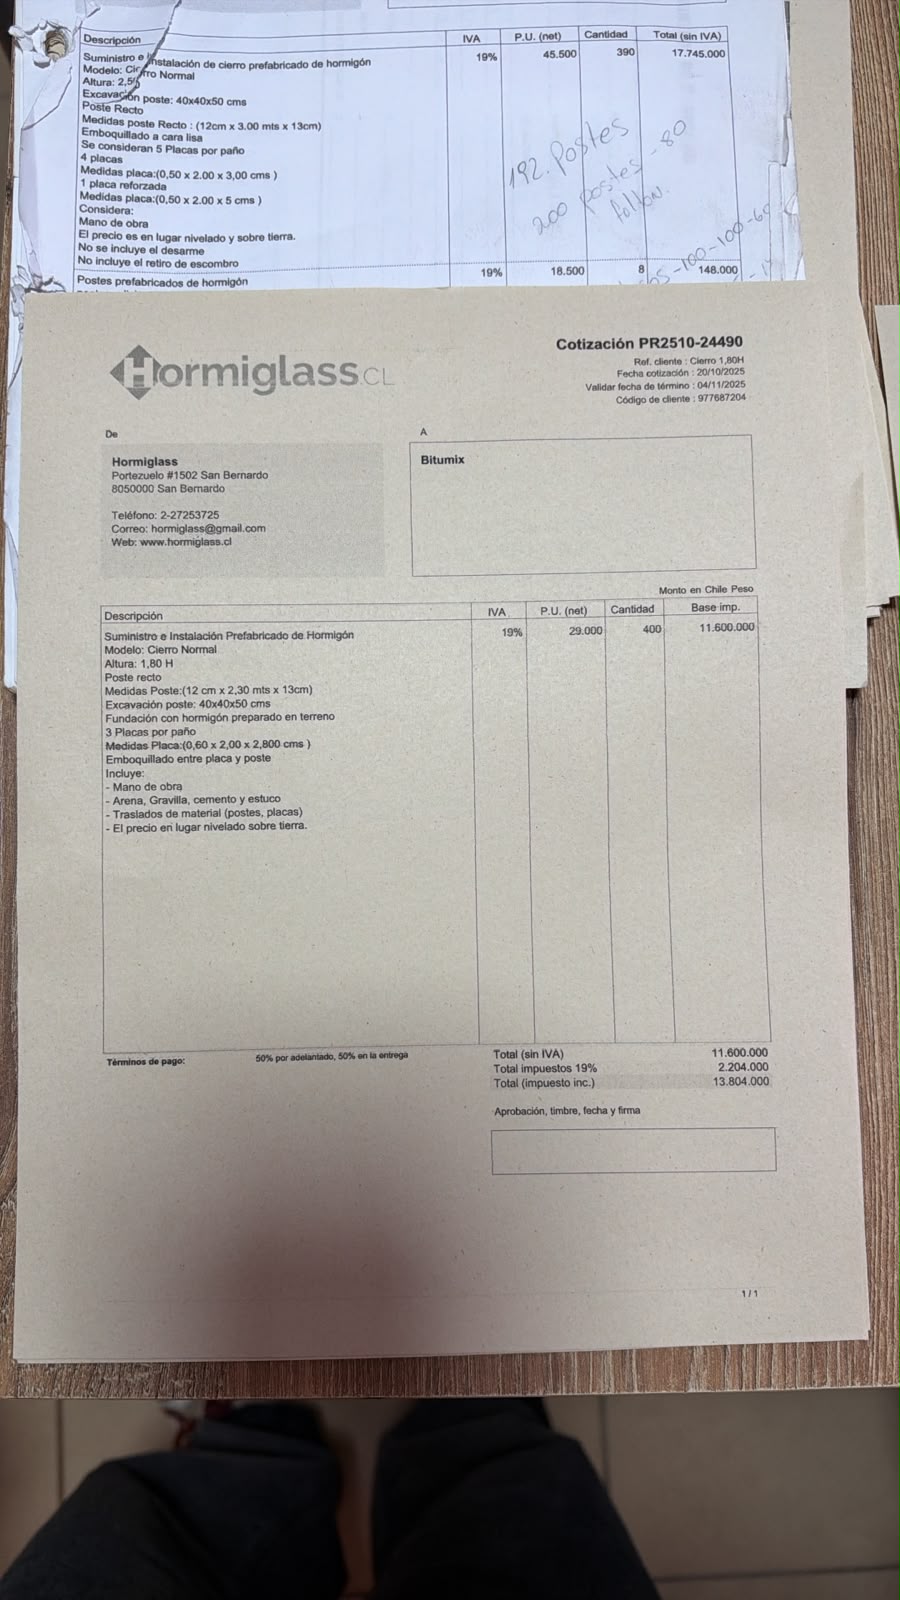 Descripción IVA P.U. (net) Cantidad Total (sin IVA)
Suministro e Instalación de cierro prefabricado de hormigón 19% 45.500 390 17.745.000
Modelo: Cierro Normal
Altura: 2,5
Excavación poste: 40x40x50 cms
Poste Recto
Medidas poste Recto : (12cm x 3.00 mts x 13cm)
Emboquillado a cara lisa
Se consideran 5 Placas por paño
4 placas
Medidas placa:(0,50 x 2.00 x 3,00 cms )
1 placa reforzada
Medidas placa:(0,50 x 2.00 x 5 cms )
Considera:
Mano de obra
El precio es en lugar nivelado y sobre tierra.
No se incluye el desarme
No incluye el retiro de escombro
192. Postes
200 postes - 80
faltan.
65-100-100-60
Postes prefabricados de hormigón 19% 18.500 8 148.000
Hormiglass.CL
Cotización PR2510-24490
Ref. cliente : Cierro 1,80H
Fecha cotización : 20/10/2025
Validar fecha de término : 04/11/2025
Código de cliente : 977687204
De
A
Hormiglass
Portezuelo #1502 San Bernardo
8050000 San Bernardo
Teléfono: 2-27253725
Correo: hormiglass@gmail.com
Web: www.hormiglass.cl
Bitumix
Monto en Chile Peso
Descripción IVA P.U. (net) Cantidad Base imp.
Suministro e Instalación Prefabricado de Hormigón 19% 29.000 400 11.600.000
Modelo: Cierro Normal
Altura: 1,80 H
Poste recto
Medidas Poste:(12 cm x 2,30 mts x 13cm)
Excavación poste: 40x40x50 cms
Fundación con hormigón preparado en terreno
3 Placas por paño
Medidas Placa:(0,60 x 2,00 x 2,800 cms )
Emboquillado entre placa y poste
Incluye:
- Mano de obra
- Arena, Gravilla, cemento y estuco
- Traslados de material (postes, placas)
- El precio en lugar nivelado sobre tierra.
Términos de pago: 50% por adelantado, 50% en la entrega
Total (sin IVA) 11.600.000
Total impuestos 19% 2.204.000
Total (impuesto inc.) 13.804.000
Aprobación, timbre, fecha y firma
1/1